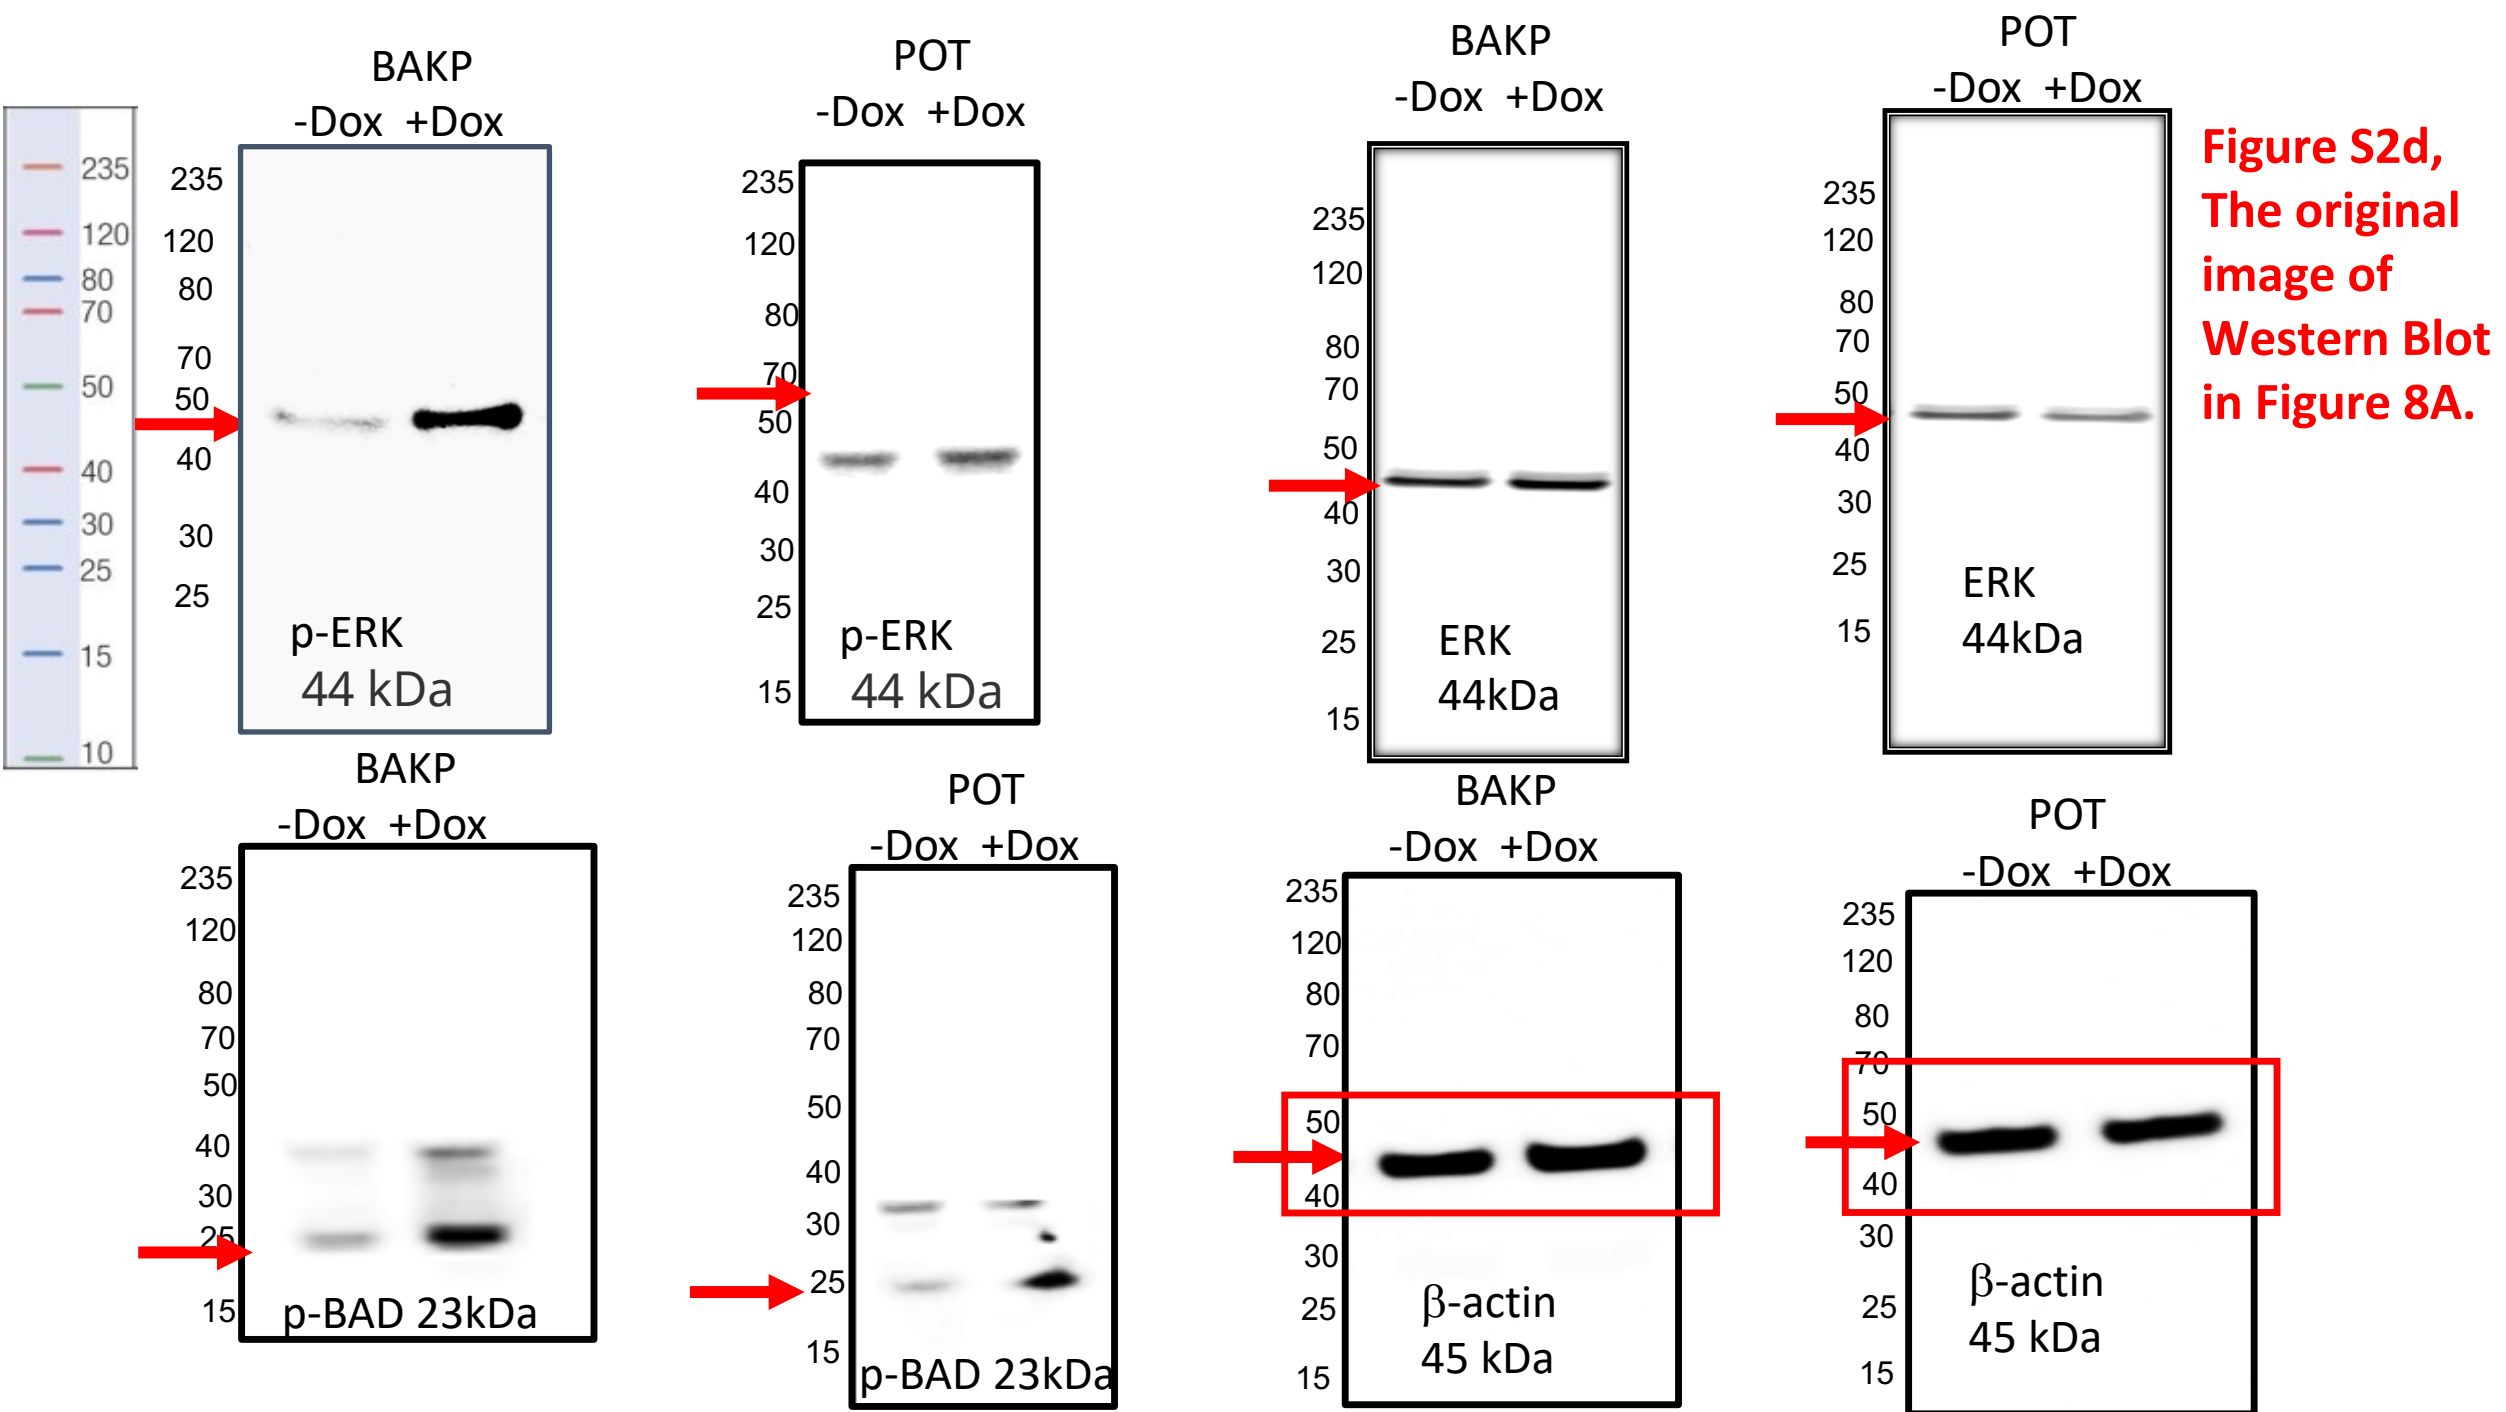 235
120
80
70
50
40
30
25
15
10
BAKP
-Dox +Dox
235
120
80
70
50
40
30
25
p-ERK
44 kDa
POT
-Dox +Dox
235
120
80
70
50
40
30
25
15
p-ERK
44 kDa
BAKP
-Dox +Dox
235
120
80
70
50
40
30
25
15
ERK
44kDa
POT
-Dox +Dox
235
120
80
70
50
40
30
25
15
ERK
44kDa
Figure S2d,
The original
image of
Western Blot
in Figure 8A.
BAKP
-Dox +Dox
235
120
80
70
50
40
30
25
15
p-BAD 23kDa
POT
-Dox +Dox
235
120
80
70
50
40
30
25
15
p-BAD 23kDa
BAKP
-Dox +Dox
235
120
80
70
50
40
30
25
15
β-actin
45 kDa
POT
-Dox +Dox
235
120
80
70
50
40
30
25
15
β-actin
45 kDa